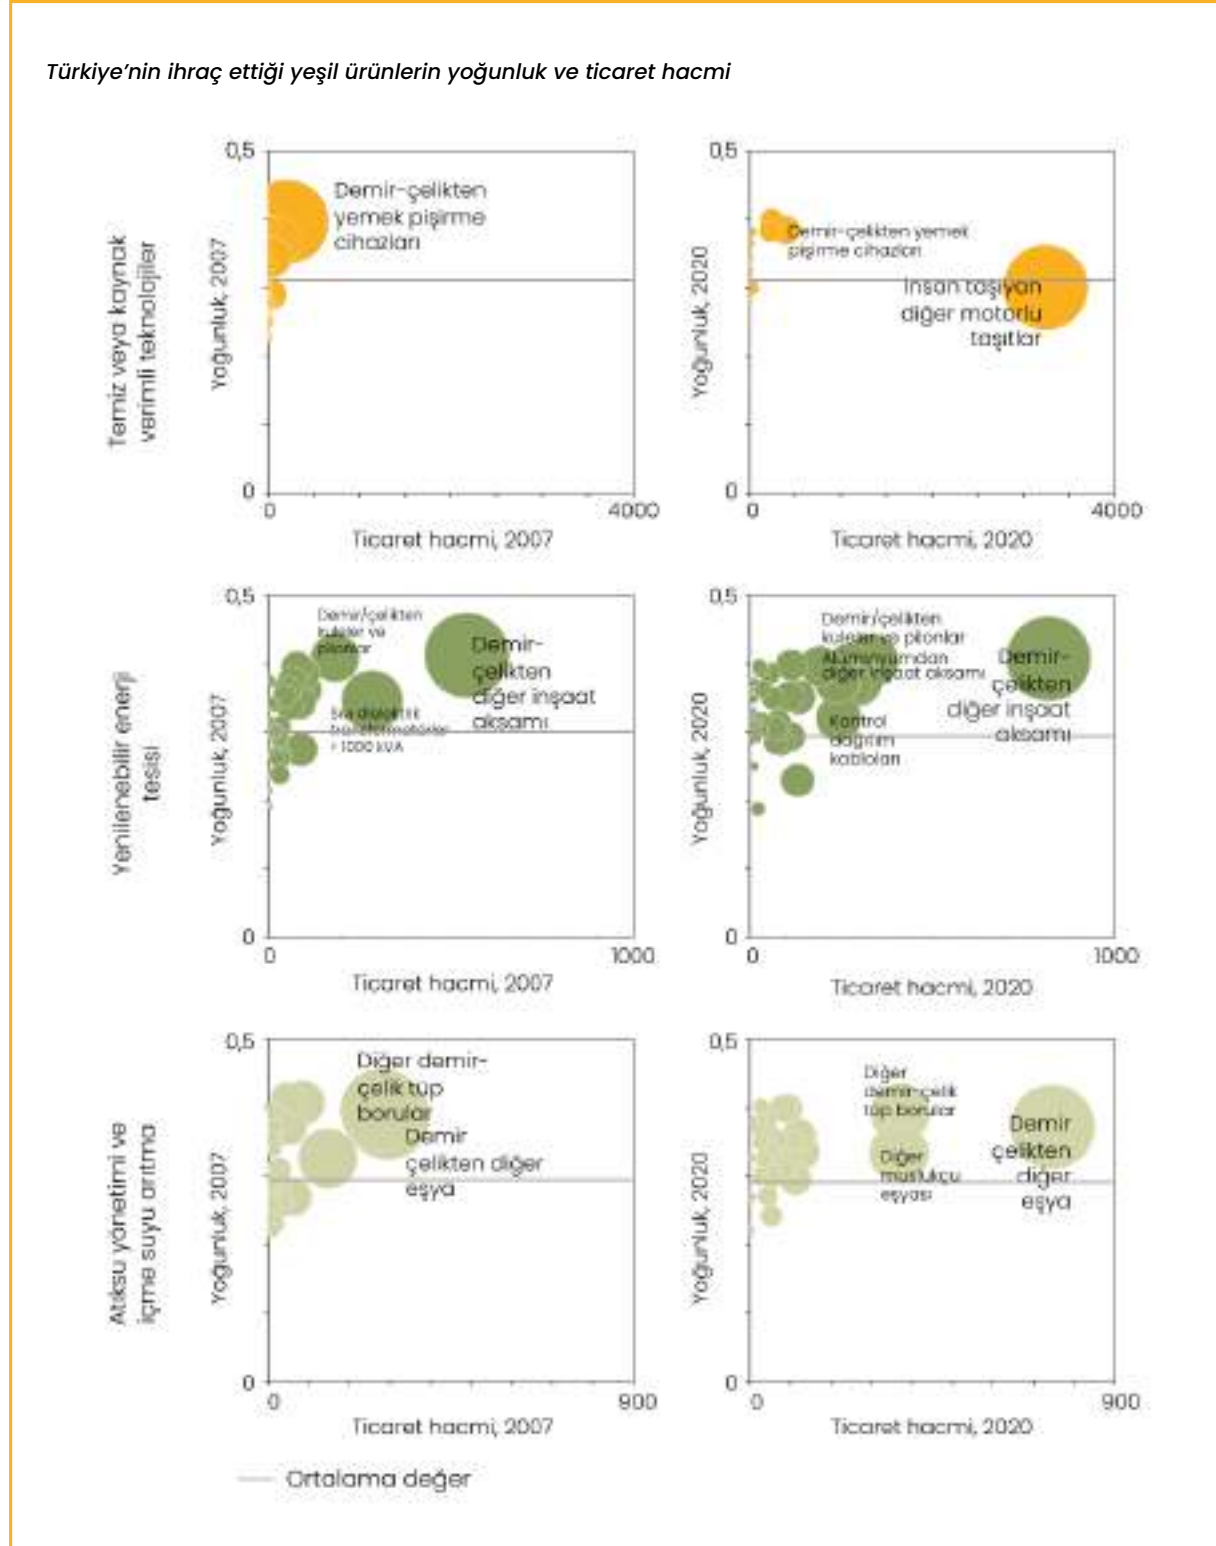 Türkiye’nin ihraç ettiği yeşil ürünlerin yoğunluk ve ticaret hacmi
Temiz veya kaynak
verimli teknolojiler
0,5
Yoğunluk, 2007
Demir-çelikten
yemek pişirme
cihazları
0
0
4000
Ticaret hacmi, 2007
0,5
Yoğunluk, 2020
Demir-çelikten yemek
pişirme cihazları
İnsan taşıyan
diğer motorlu
taşıtlar
0
0
4000
Ticaret hacmi, 2020
Yenilenebilir enerji
tesisi
0,5
Yoğunluk, 2007
Demir/çelikten
kuleler ve
pilonlar
Demir-
çelikten
diğer inşaat
aksamı
Sıvı dielektrik
transformatörler
> 1000 kVA
0
0
1000
Ticaret hacmi, 2007
0,5
Yoğunluk, 2020
Demir/çelikten
kuleler ve pilonlar
Alüminyumdan
diğer inşaat aksamı
Demir-
çelikten
diğer inşaat
aksamı
Kontrol
dağıtım
kabloları
0
0
1000
Ticaret hacmi, 2020
Atıksu yönetimi ve
içme suyu arıtma
0,5
Yoğunluk, 2007
Diğer demir-
çelik tüp
borular
Demir
çelikten diğer
eşya
0
0
900
Ticaret hacmi, 2007
0,5
Yoğunluk, 2020
Diğer
demir-çelik
tüp borular
Diğer
muslukçu
eşyası
Demir
çelikten
diğer
eşya
0
0
900
Ticaret hacmi, 2020
Ortalama değer